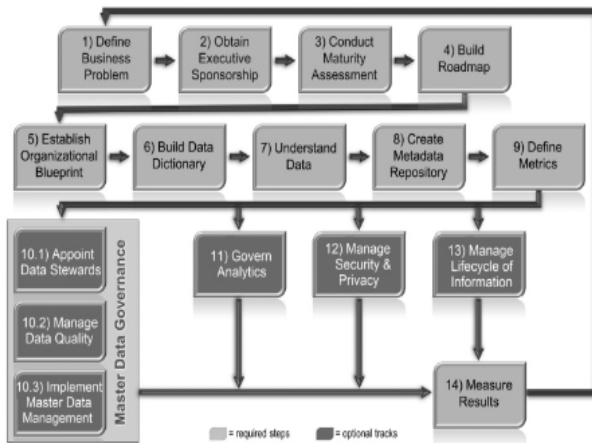 1) Define
Business
Problem
2) Obtain
Executive
Sponsorship
3) Conduct
Maturity
Assessment
4) Build
Roadmap
5) Establish
Organizational
Blueprint
6) Build Data
Dictionary
7) Understand
Data
8) Create
Metadata
Repository
9) Define
Metrics
10.1) Appoint
Data Stewards
10.2) Manage
Data Quality
10.3) Implement
Master Data
Management
Master Data Governance
11) Govern
Analytics
12) Manage
Security &
Privacy
13) Manage
Lifecycle of
Information
14) Measure
Results
= required steps
= optional tracks